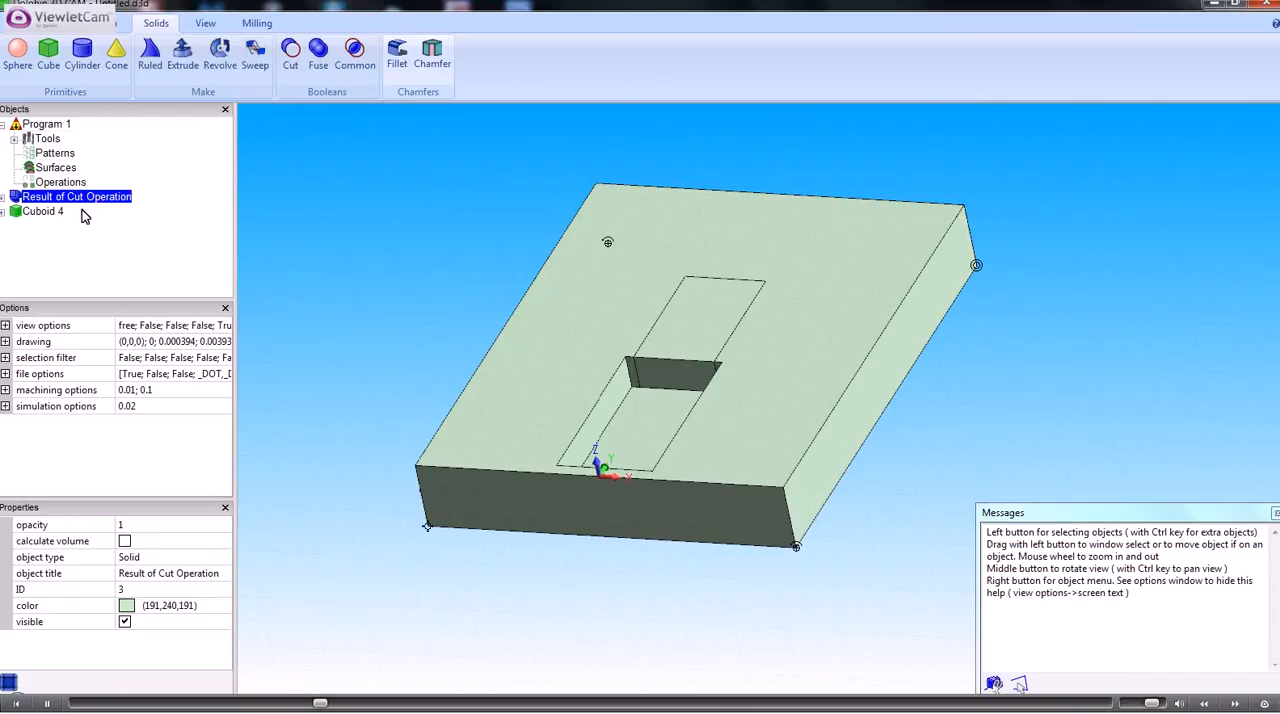 Dolphin 3D CAM - Untitled.d3d
ViewletCam™
Solids View Milling
Sphere Cube Cylinder Cone Ruled Extrude Revolve Sweep Cut Fuse Common Fillet Chamfer
Primitives Make Booleans Chamfers
Objects
Program 1
Tools
Patterns
Surfaces
Operations
Result of Cut Operation
Cuboid 4
Options
view options free; False; False; False; Tru
drawing (0,0,0); 0; 0.000394; 0.00393
selection filter False; False; False; False; Fa
file options [True; False; False; _DOT,_D
machining options 0.01; 0.1
simulation options 0.02
Properties
opacity 1
calculate volume
object type Solid
object title Result of Cut Operation
ID 3
color (191,240,191)
visible
Z
Y
X
Messages
Left button for selecting objects ( with Ctrl key for extra objects)
Drag with left button to window select or to move object if on an
object. Mouse wheel to zoom in and out
Middle button to rotate view ( with Ctrl key to pan view )
Right button for object menu. See options window to hide this
help ( view options->screen text )